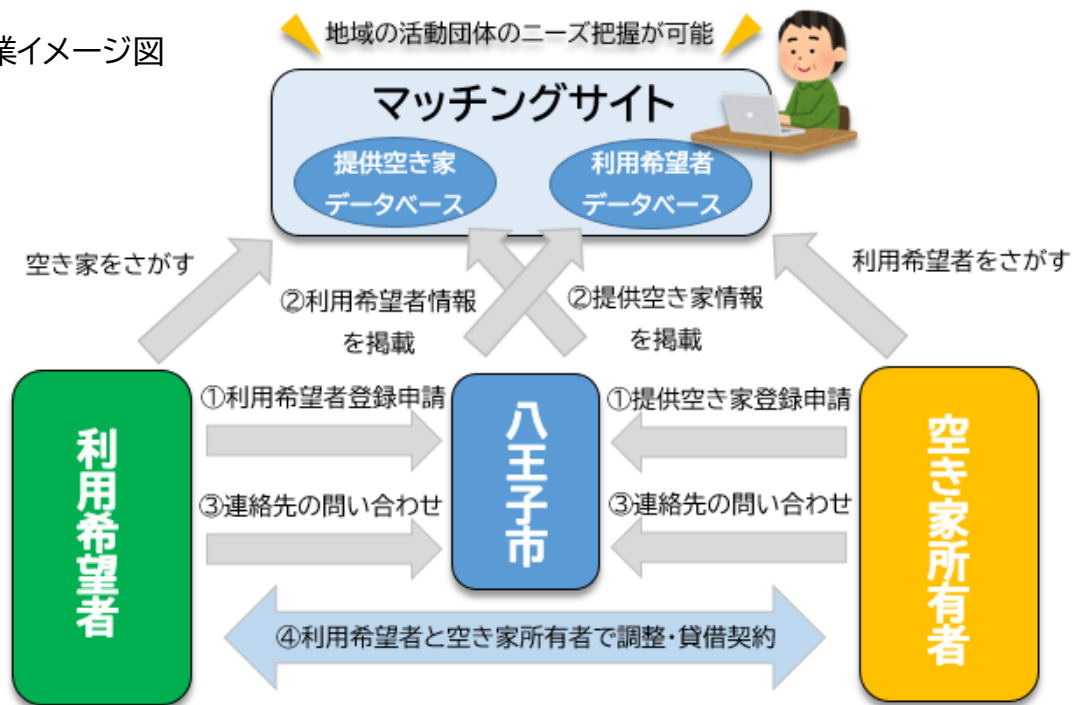 業イメージ図
地域の活動団体のニーズ把握が可能
マッチングサイト
提供空き家
データベース
利用希望者
データベース
空き家をさがす
利用希望者をさがす
②利用希望者情報
を掲載
②提供空き家情報
を掲載
利用希望者
①利用希望者登録申請
八王子市
①提供空き家登録申請
空き家所有者
③連絡先の問い合わせ
③連絡先の問い合わせ
④利用希望者と空き家所有者で調整・貸借契約